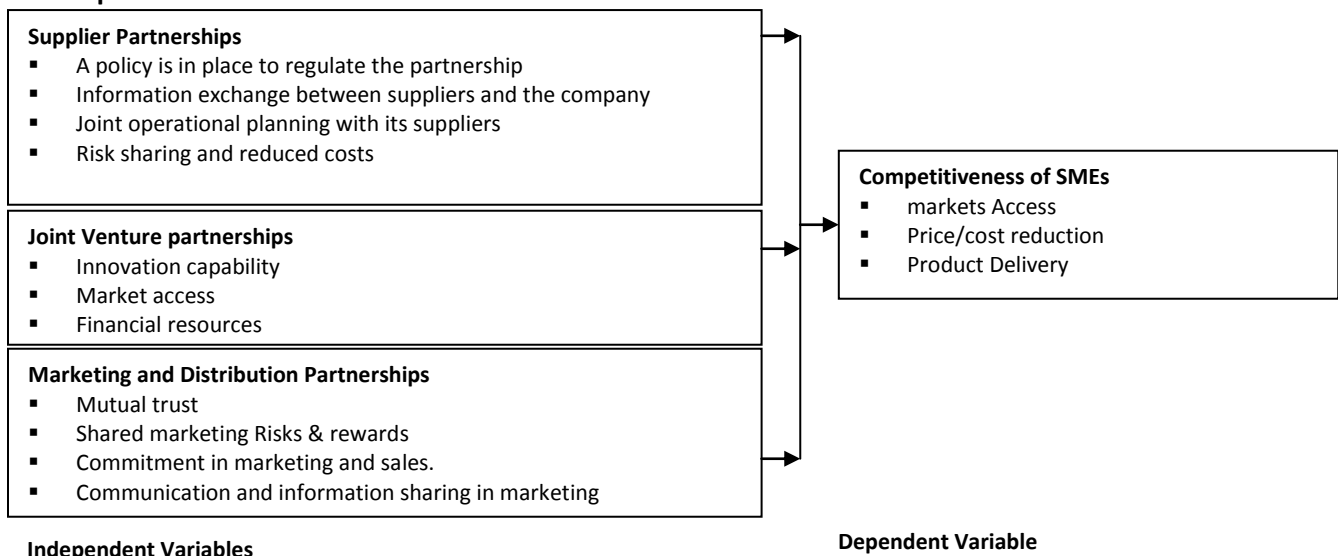 Supplier Partnerships
▪ A policy is in place to regulate the partnership
▪ Information exchange between suppliers and the company
▪ Joint operational planning with its suppliers
▪ Risk sharing and reduced costs
Joint Venture partnerships
▪ Innovation capability
▪ Market access
▪ Financial resources
Marketing and Distribution Partnerships
▪ Mutual trust
▪ Shared marketing Risks & rewards
▪ Commitment in marketing and sales.
▪ Communication and information sharing in marketing
Independent Variables
Competitiveness of SMEs
▪ markets Access
▪ Price/cost reduction
▪ Product Delivery
Dependent Variable